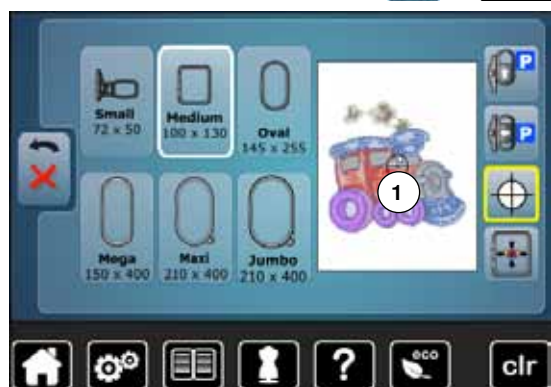 Small
72 x 50
Medium
100 x 130
Oval
145 x 255
Mega
150 x 400
Maxi
210 x 400
Jumbo
210 x 400
1
P
P
?
eco
clr